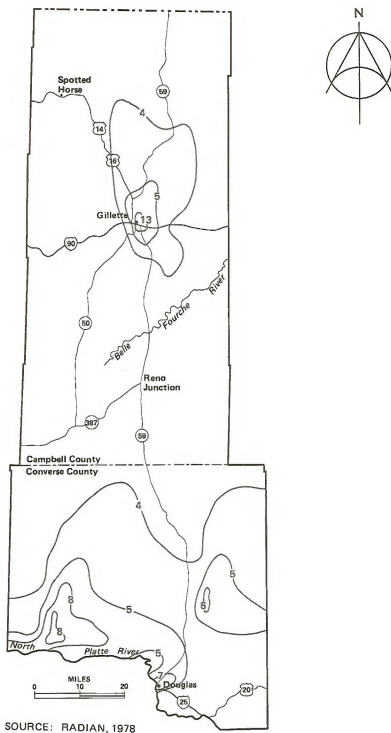 N
59
Spotted
Horse
4
14
16
5
Gillette
13
90
50
Belle Fourche River
Reno
Junction
387
59
Campbell County
Converse County
4
5
8
6
5
8
North Platte River
5
7
Douglas
MILES
0 10 20
25
20
SOURCE: RADIAN, 1978